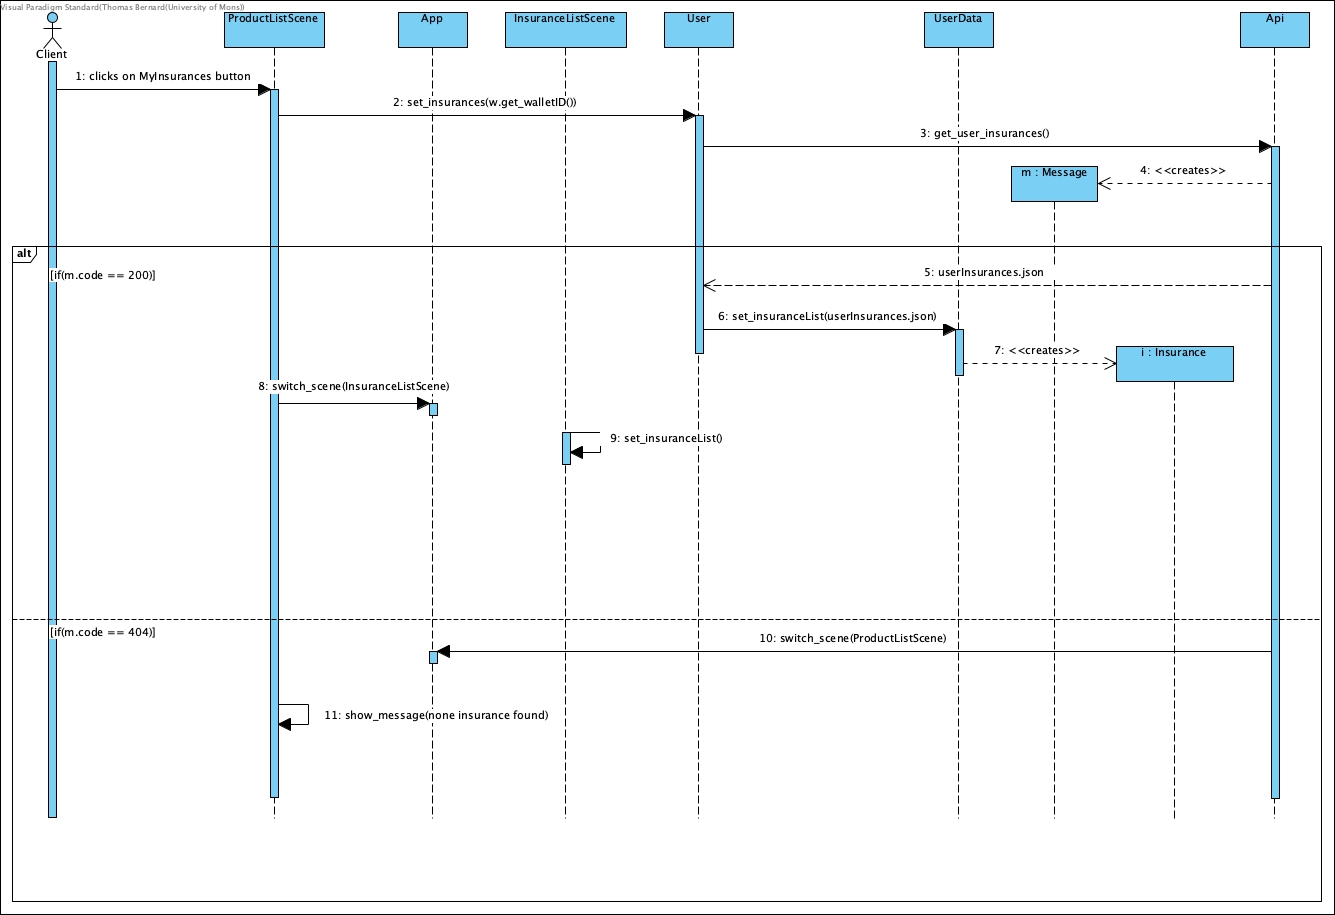 Visual Paradigm Standard(Thomas Bernard(University of Mons))
Client
ProductListScene
App
InsuranceListScene
User
UserData
Api
1: clicks on MyInsurances button
2: set_insurances(w.get_walletID())
3: get_user_insurances()
m : Message
4: <<creates>>
alt
[if(m.code == 200)]
5: userInsurances.json
6: set_insuranceList(userInsurances.json)
7: <<creates>>
i : Insurance
8: switch_scene(InsuranceListScene)
9: set_insuranceList()
[if(m.code == 404)]
10: switch_scene(ProductListScene)
11: show_message(none insurance found)